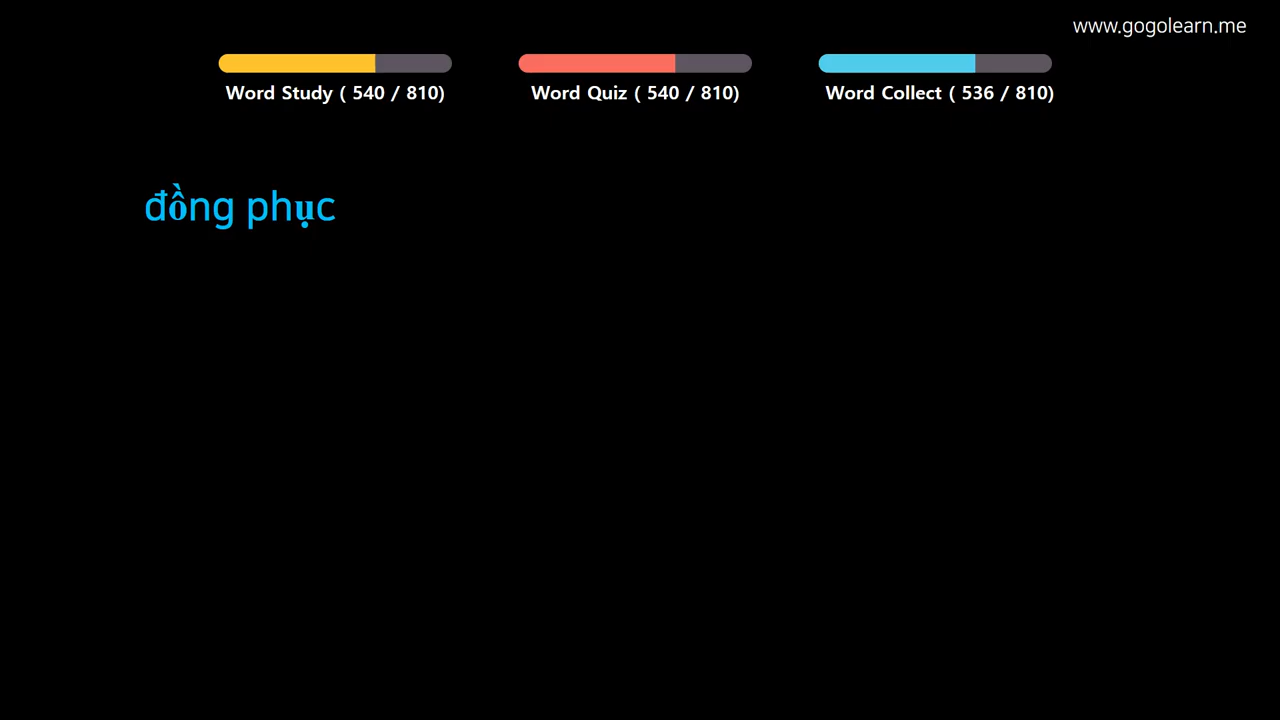 www.gogolearn.me
Word Study ( 540 / 810)
Word Quiz ( 540 / 810)
Word Collect ( 536 / 810)
đồng phục